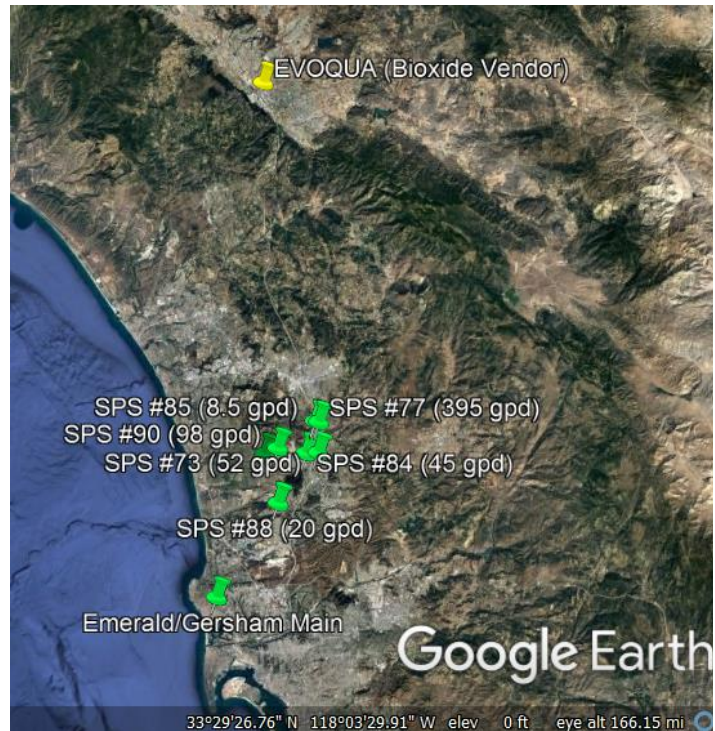 EVOQUA (Bioxide Vendor)
SPS #85 (8.5 gpd)
SPS #77 (395 gpd)
SPS #90 (98 gpd)
SPS #73 (52 gpd)
SPS #84 (45 gpd)
SPS #88 (20 gpd)
Emerald/Gersham Main
Google Earth
33°29'26.76" N 118°03'29.91" W elev 0 ft eye alt 166.15 mi